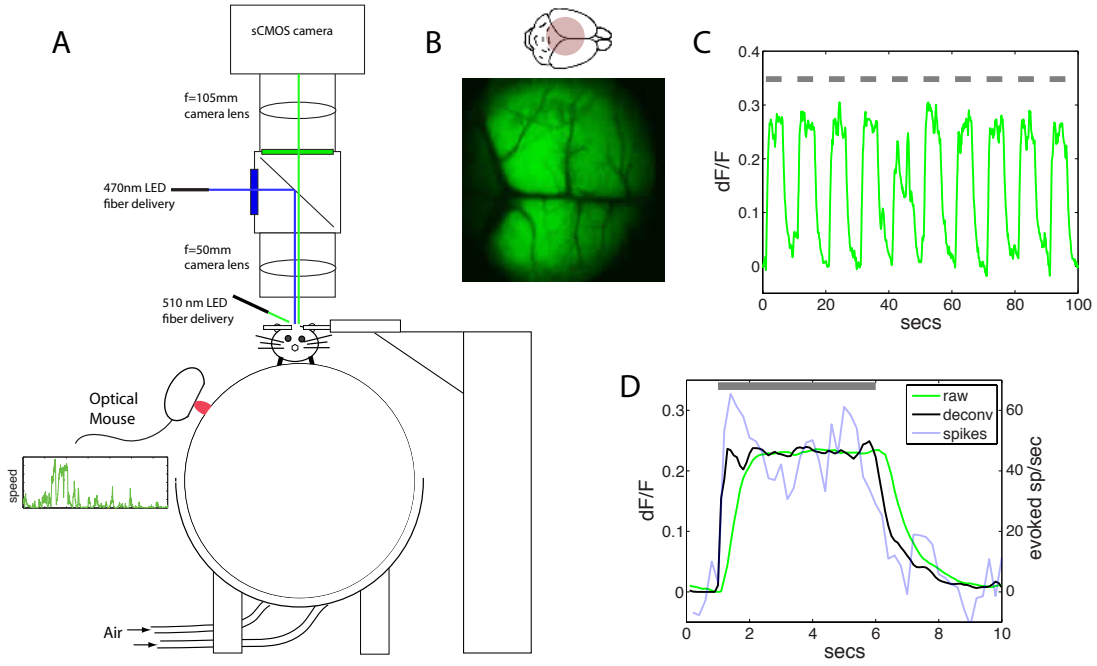 A
sCMOS camera
f=105mm
camera lens
470nm LED
fiber delivery
f=50mm
camera lens
510 nm LED
fiber delivery
Optical
Mouse
speed
Air
B
C
0.4
0.3
0.2
0.1
0
dF/F
0 20 40 60 80 100
secs
D
raw
deconv
spikes
0.3
0.2
0.1
0
dF/F
60
40
20
0
evoked sp/sec
0 2 4 6 8 10
secs